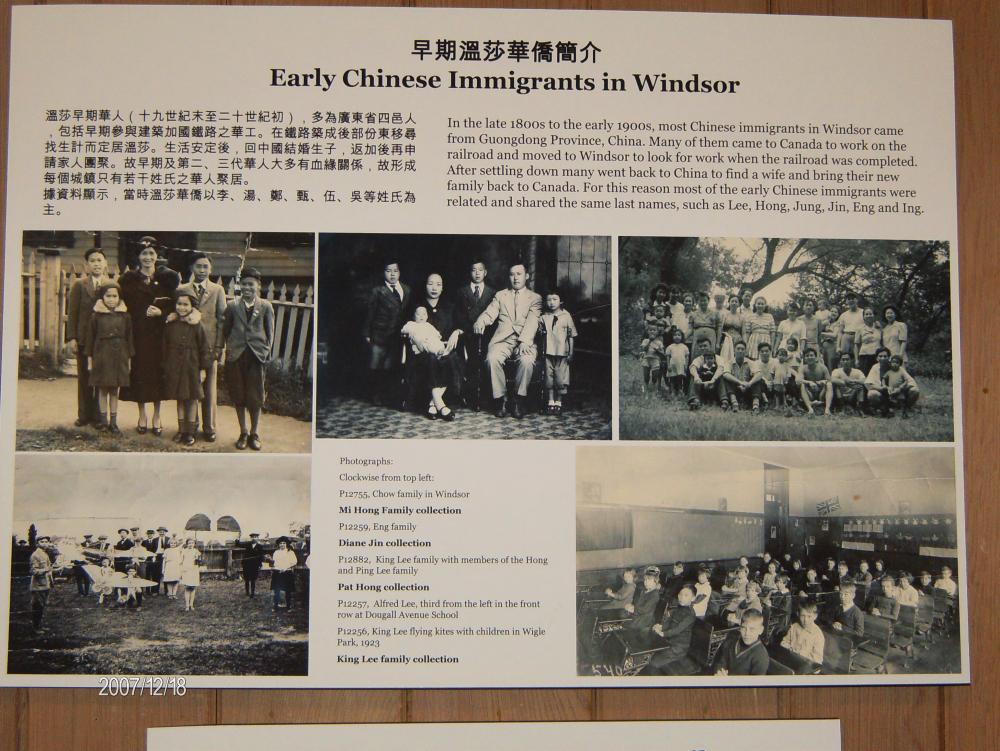 早期溫莎華僑簡介
Early Chinese Immigrants in Windsor
溫莎早期華人（十九世紀末至二十世紀初），多為廣東省四邑人
，包括早期參與建築加國鐵路之華工。在鐵路築成後部份東移尋
找生計而定居溫莎。生活安定後，回中國結婚生子，返加後再申
請家人團聚。故早期及第二、三代華人大多有血緣關係，故形成
每個城鎮只有若干姓氏之華人聚居。
據資料顯示，當時溫莎華僑以李、湯、鄭、甄、伍、吳等姓氏為
主。
In the late 1800s to the early 1900s, most Chinese immigrants in Windsor came
from Guongdong Province, China. Many of them came to Canada to work on the
railroad and moved to Windsor to look for work when the railroad was completed.
After settling down many went back to China to find a wife and bring their new
family back to Canada. For this reason most of the early Chinese immigrants were
related and shared the same last names, such as Lee, Hong, Jung, Jin, Eng and Ing.
Photographs:
Clockwise from top left:
P12755, Chow family in Windsor
Mi Hong Family collection
P12259, Eng family
Diane Jin collection
P12882, King Lee family with members of the Hong
and Ping Lee family
Pat Hong collection
P12257, Alfred Lee, third from the left in the front
row at Dougall Avenue School
P12256, King Lee flying kites with children in Wigle
Park, 1923
King Lee family collection
2007/12/18